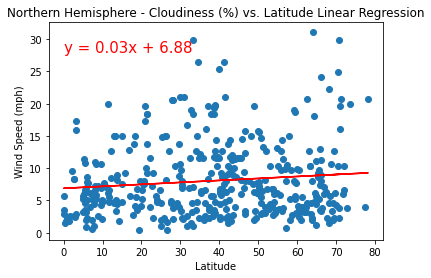 Northern Hemisphere - Cloudiness (%) vs. Latitude Linear Regression
y = 0.03x + 6.88
Wind Speed (mph)
30
25
20
15
10
5
0
0 10 20 30 40 50 60 70 80
Latitude